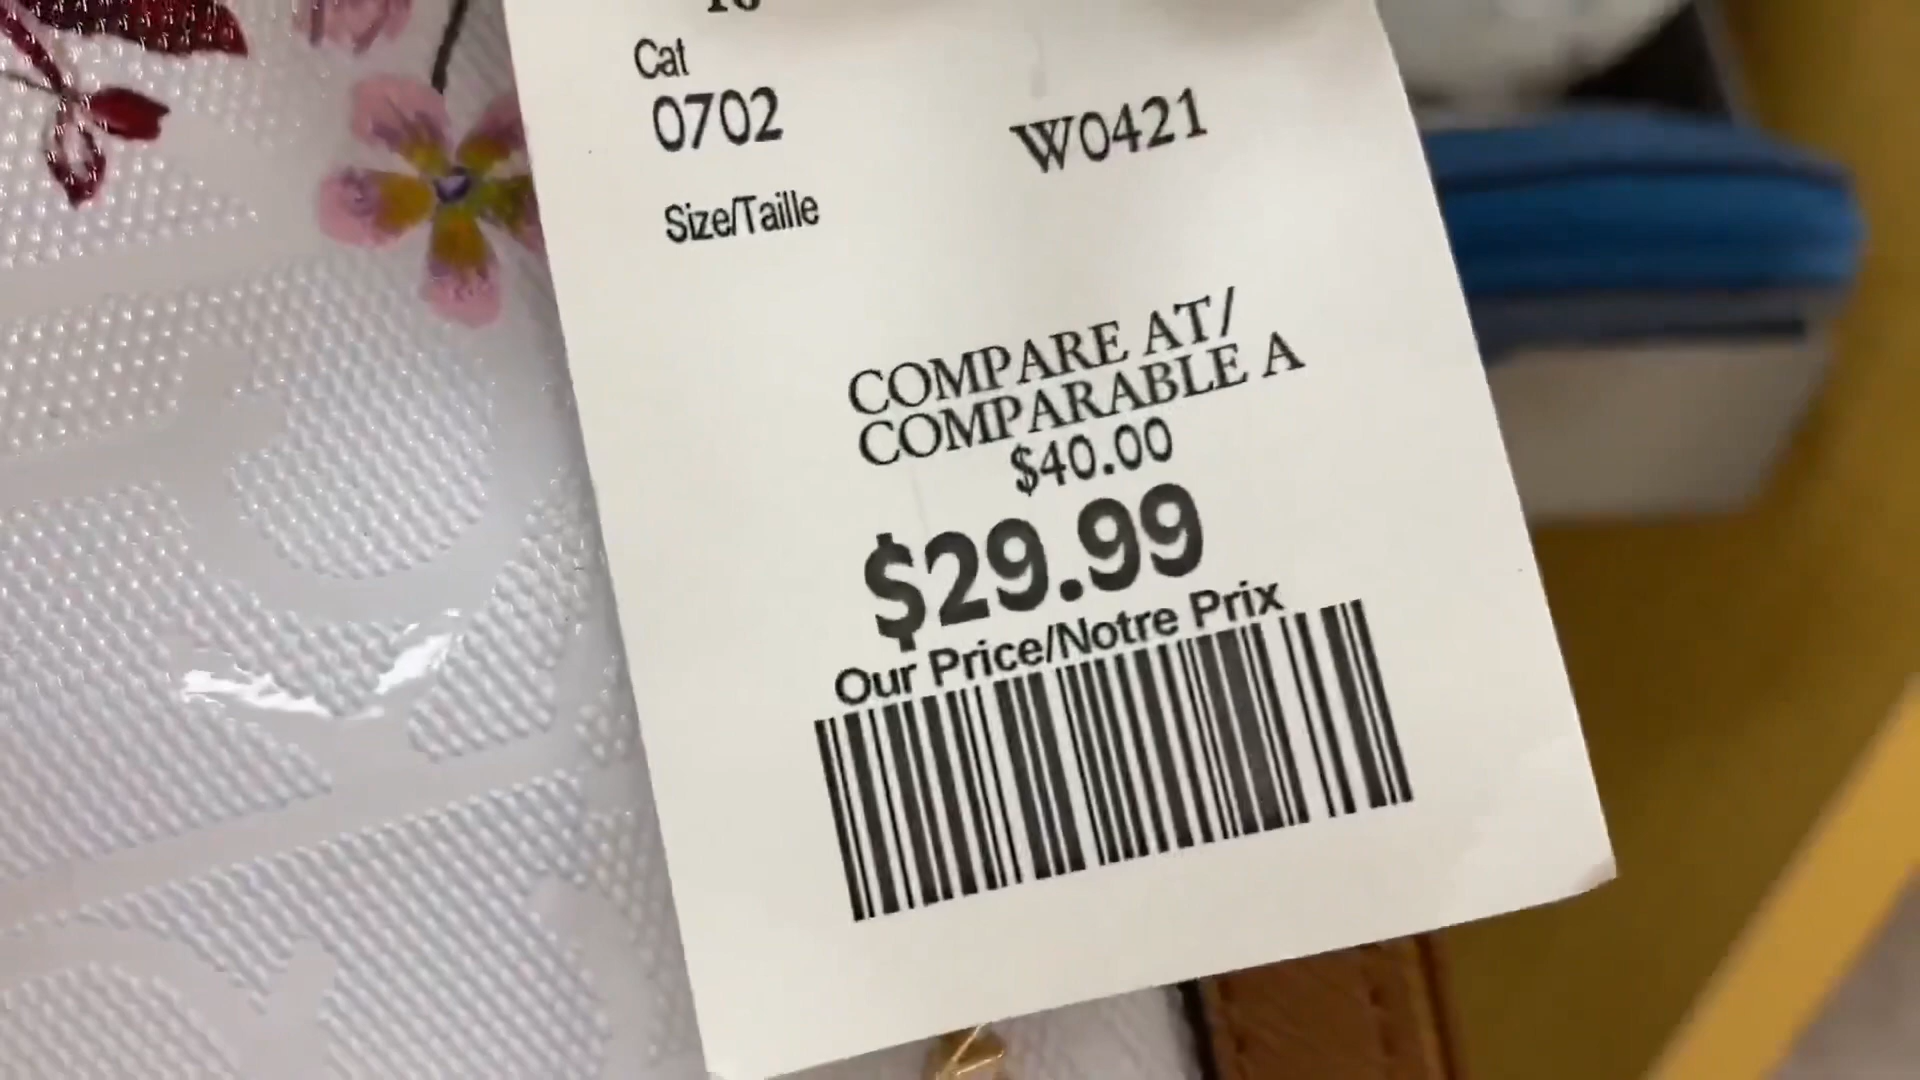 Cat
0702
W0421
Size/Taille
COMPARE AT/
COMPARABLE A
$40.00
$29.99
Our Price/Notre Prix